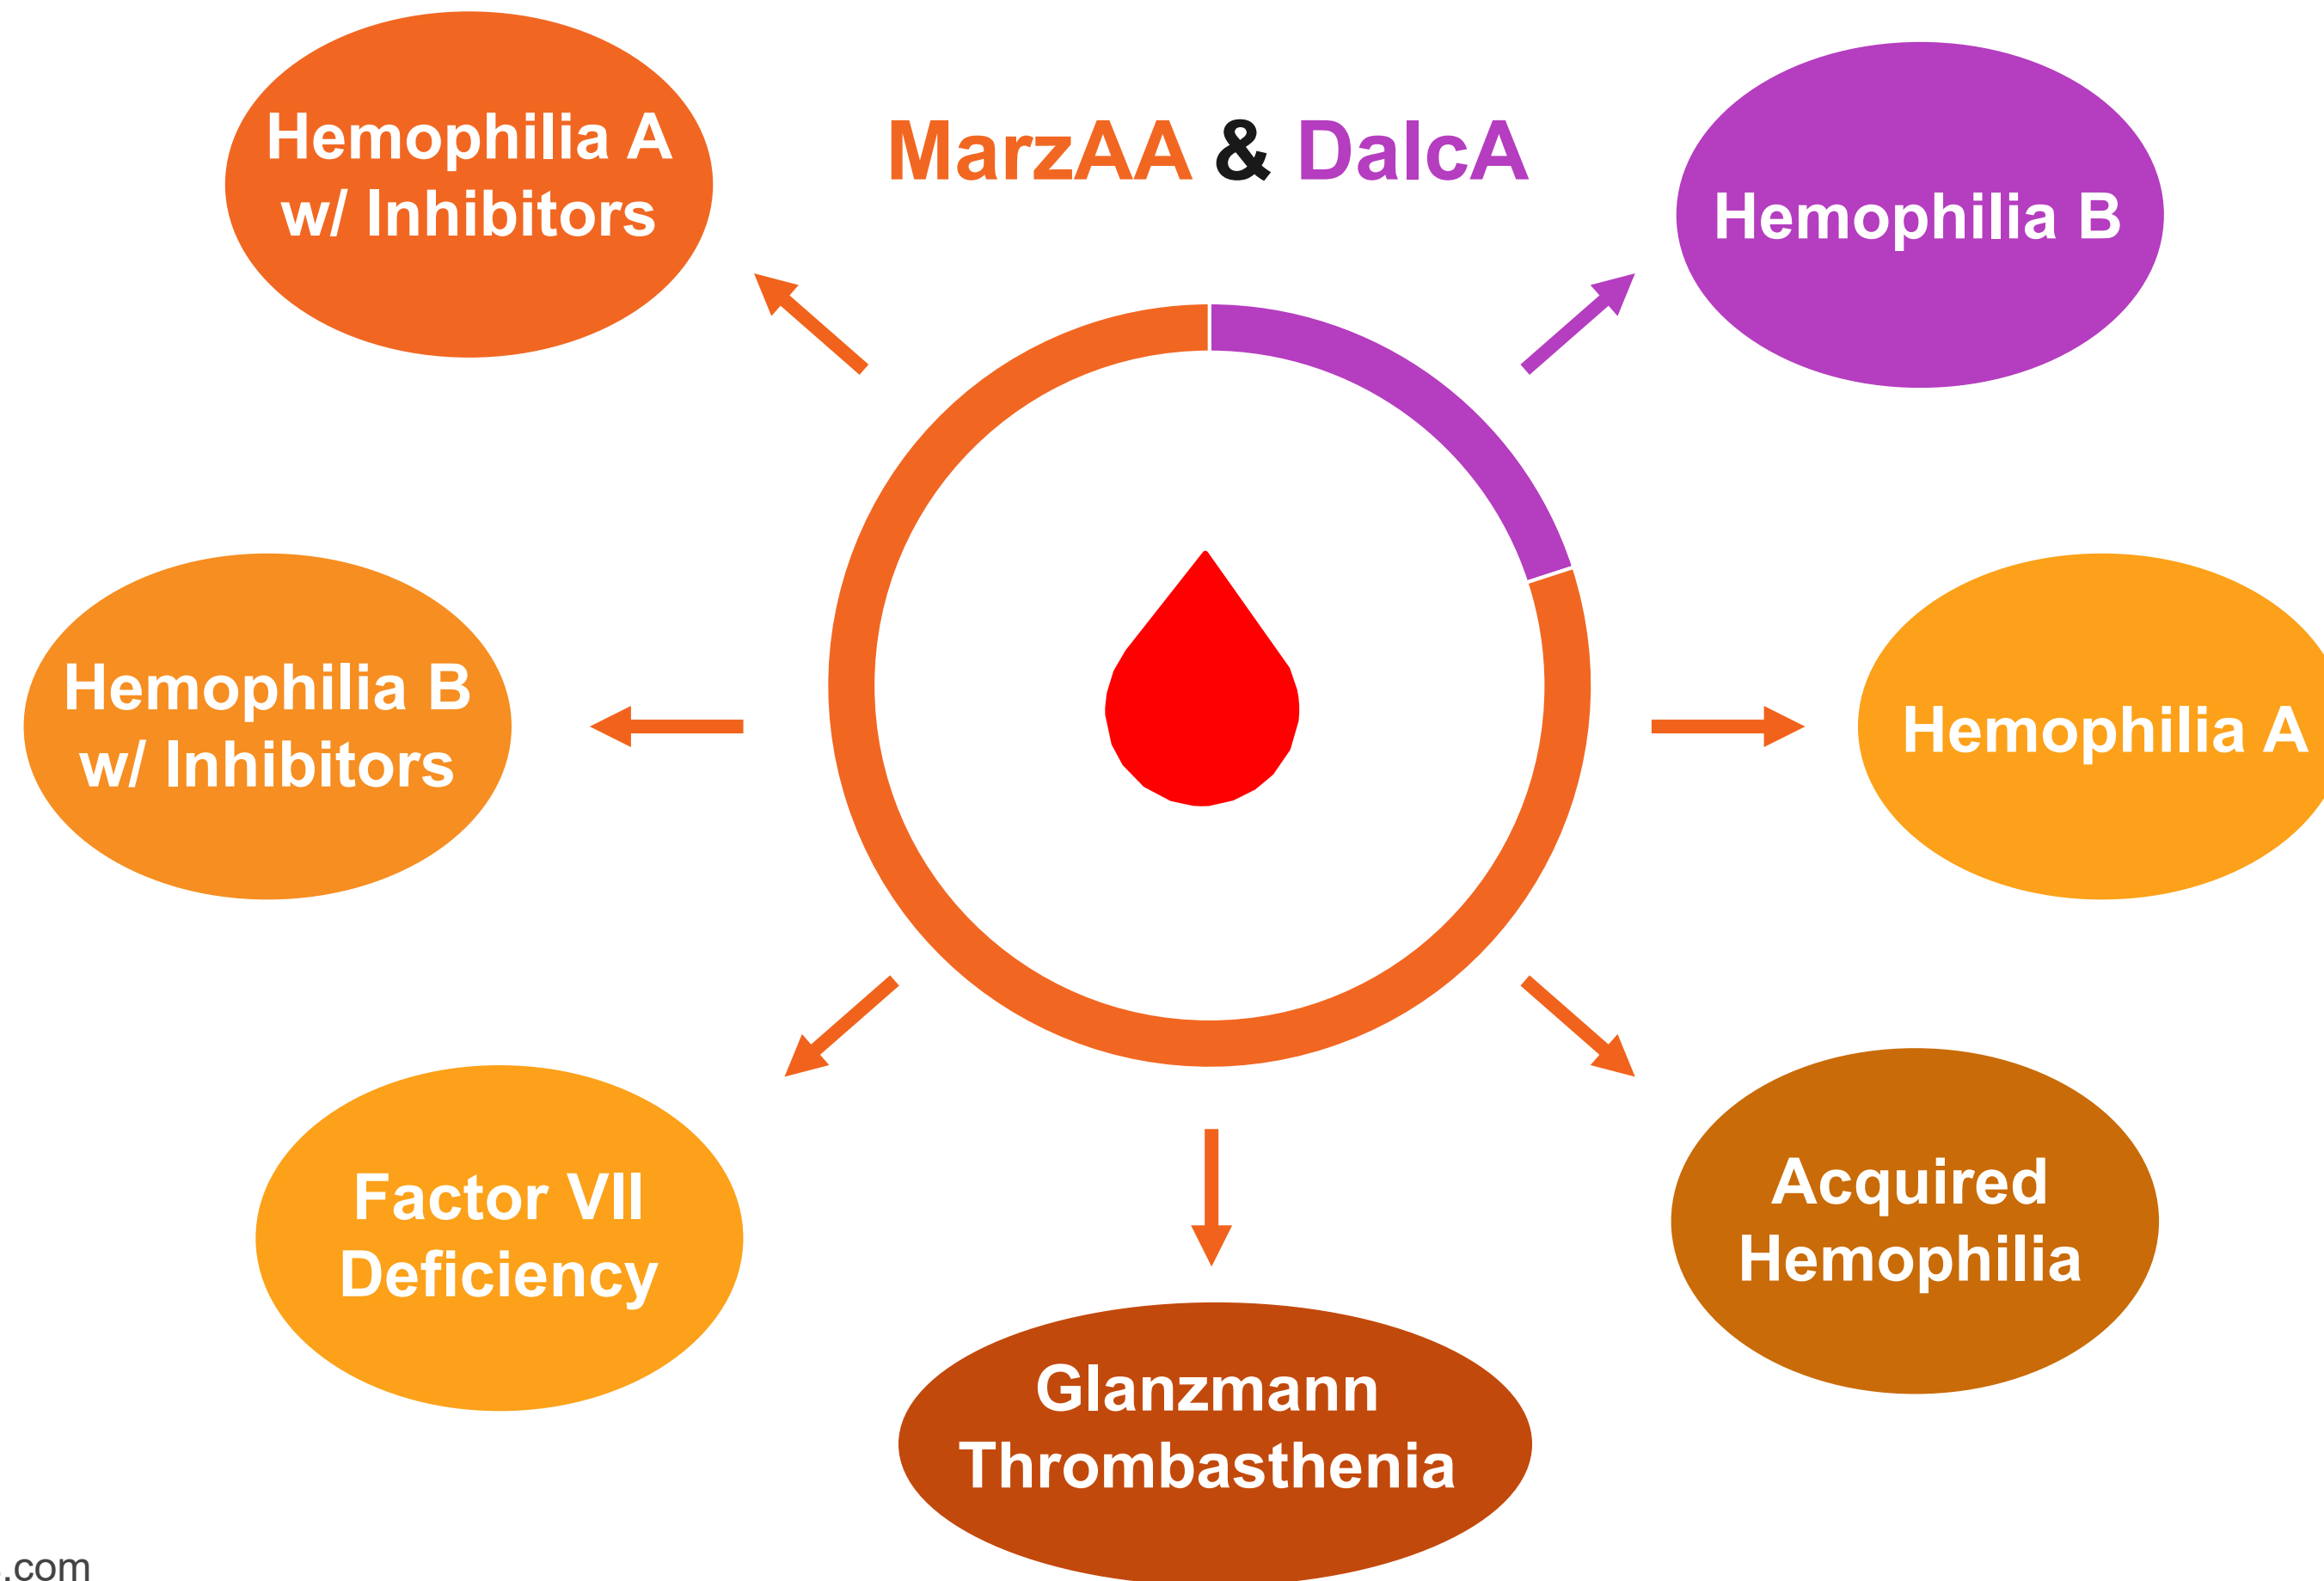 Hemophilia A
w/ Inhibitors
MarzAA & DalcA
Hemophilia B
Hemophilia B
w/ Inhibitors
Hemophilia A
Factor VII
Deficiency
Acquired
Hemophilia
Glanzmann
Thrombasthenia
.com